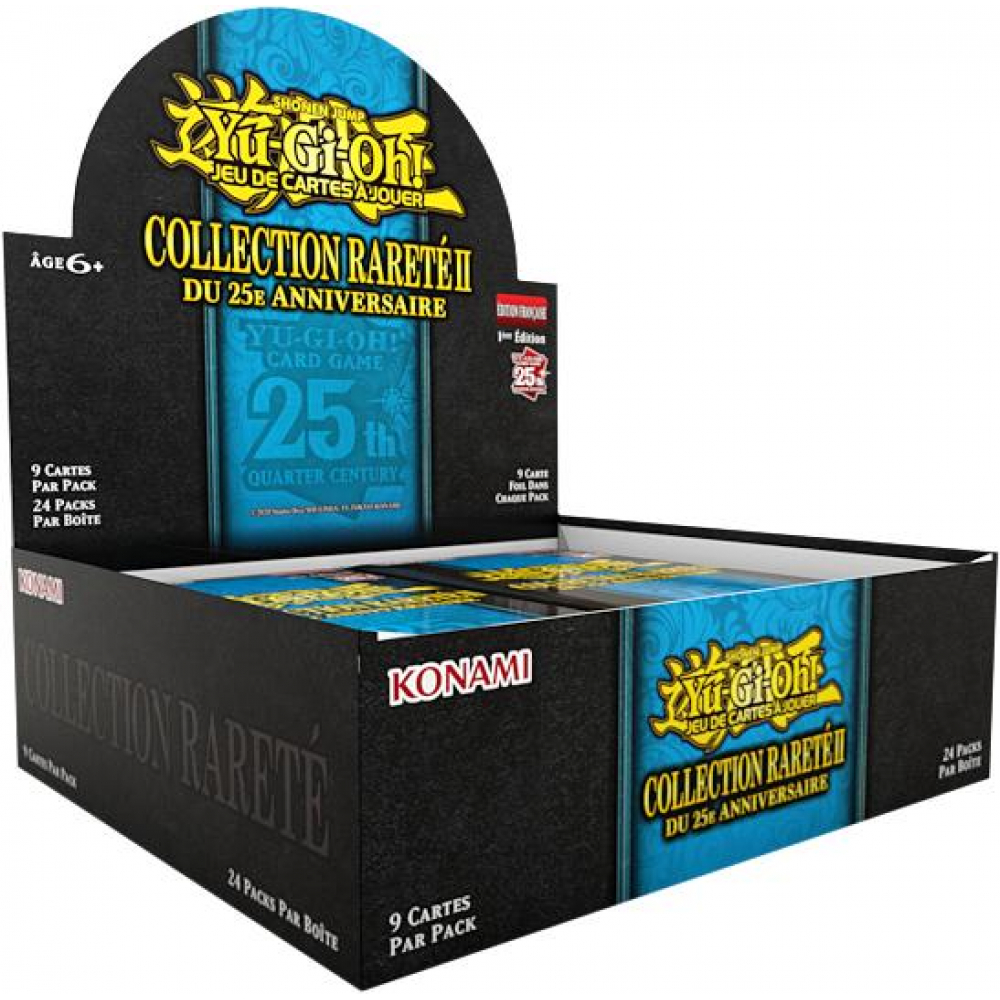 SHONEN JUMP
Yu-Gi-Oh!
JEU DE CARTES À JOUER
COLLECTION RARETÉ II
DU 25E ANNIVERSAIRE
ÂGE 6+
ÉDITION FRANÇAISE
1ÈRE Édition
25th
YU-GI-OH!
CARD GAME
25th
QUARTER CENTURY
9 CARTES
PAR PACK
24 PACKS
PAR BOÎTE
9 CARTE
FOIL DANS
CHAQUE PACK
KONAMI
COLLECTION RARETÉ
9 CARTES PAR PACK
24 PACKS PAR BOÎTE
KONAMI
SHONEN JUMP
Yu-Gi-Oh!
JEU DE CARTES À JOUER
COLLECTION RARETÉ II
DU 25E ANNIVERSAIRE
24 PACKS
PAR BOÎTE
9 CARTES
PAR PACK